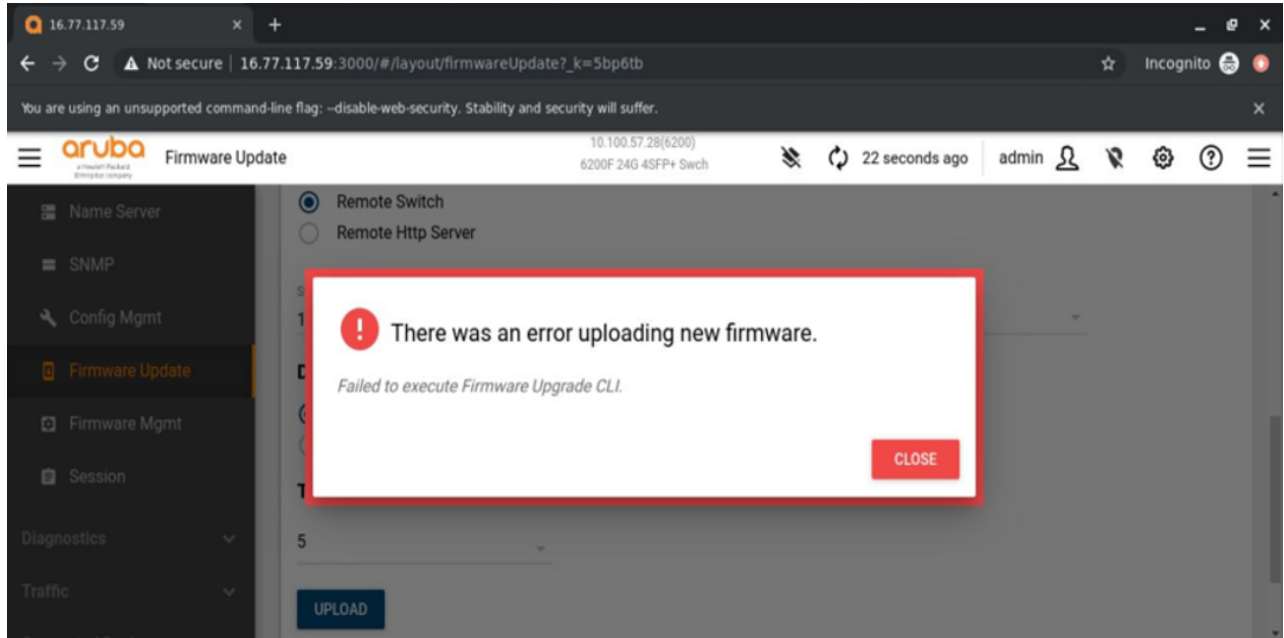 16.77.117.59
Not secure | 16.77.117.59:3000/#/layout/firmwareUpdate?_k=5bp6tb
Incognito
You are using an unsupported command-line flag: --disable-web-security. Stability and security will suffer.
aruba
a Hewlett Packard
Enterprise company
Firmware Update
10.100.57.28(6200)
6200F 24G 4SFP+ Swch
22 seconds ago
admin
Name Server
SNMP
Config Mgmt
Firmware Update
Firmware Mgmt
Session
Diagnostics
Traffic
Remote Switch
Remote Http Server
There was an error uploading new firmware.
Failed to execute Firmware Upgrade CLI.
CLOSE
5
UPLOAD